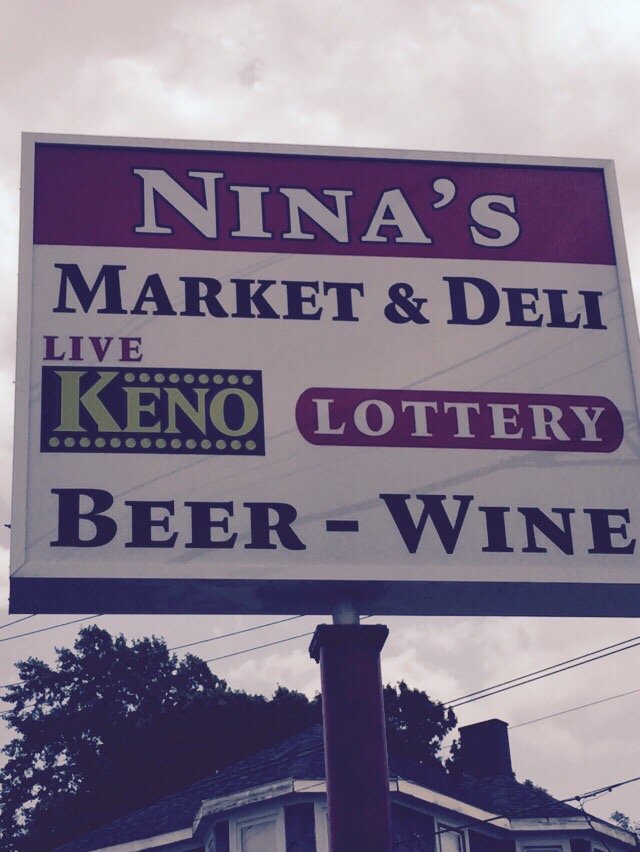 NINA'S
MARKET & DELI
LIVE
KENO
LOTTERY
BEER - WINE